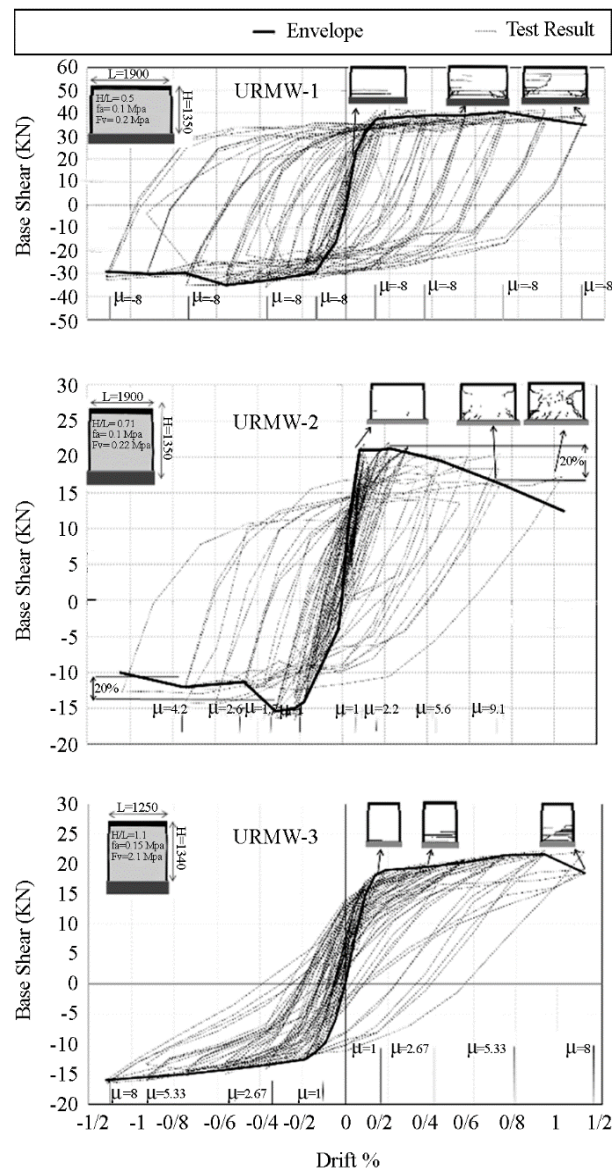 Envelope Test Result
URMW-1
L=1900
H/L= 0.5
fa= 0.1 Mpa
Fv= 0.2 Mpa
H=1350
Base Shear (KN)
60
50
40
30
20
10
0
-10
-20
-30
-40
-50
μ=-8 μ=-8 μ=-8 μ=-8 μ=-8 μ=-8 μ=-8 μ=-8
URMW-2
L=1900
H/L= 0.71
fa= 0.1 Mpa
Fv= 0.22 Mpa
H=1350
Base Shear (KN)
30
25
20
15
10
5
0
-5
-10
-15
-20
20%
20%
μ=4.2 μ=2.6 μ=1 μ=1 μ=2.2 μ=5.6 μ=9.1
URMW-3
L=1250
H/L=1.1
fa=0.15 Mpa
Fv=2.1 Mpa
H=1340
Base Shear (KN)
30
25
20
15
10
5
0
-5
-10
-15
-20
μ=1 μ=2.67 μ=5.33 μ=8
μ=8 μ=5.33 μ=2.67 μ=1
-1/2 -1 -0/8 -0/6 -0/4 -0/2 0 0/2 0/4 0/6 0/8 1 1/2
Drift %